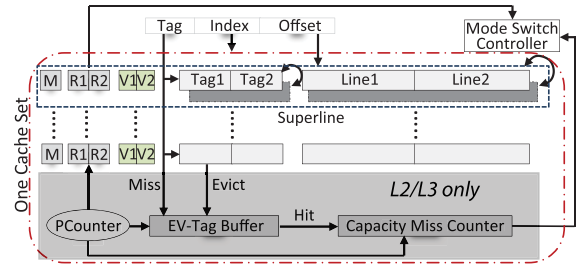 Tag Index Offset
Mode Switch
Controller
M R1 R2 V1 V2 Tag1 Tag2 Line1 Line2
Superline
One Cache Set
M R1 R2 V1 V2
Miss Evict L2/L3 only
PCounter EV-Tag Buffer Hit Capacity Miss Counter